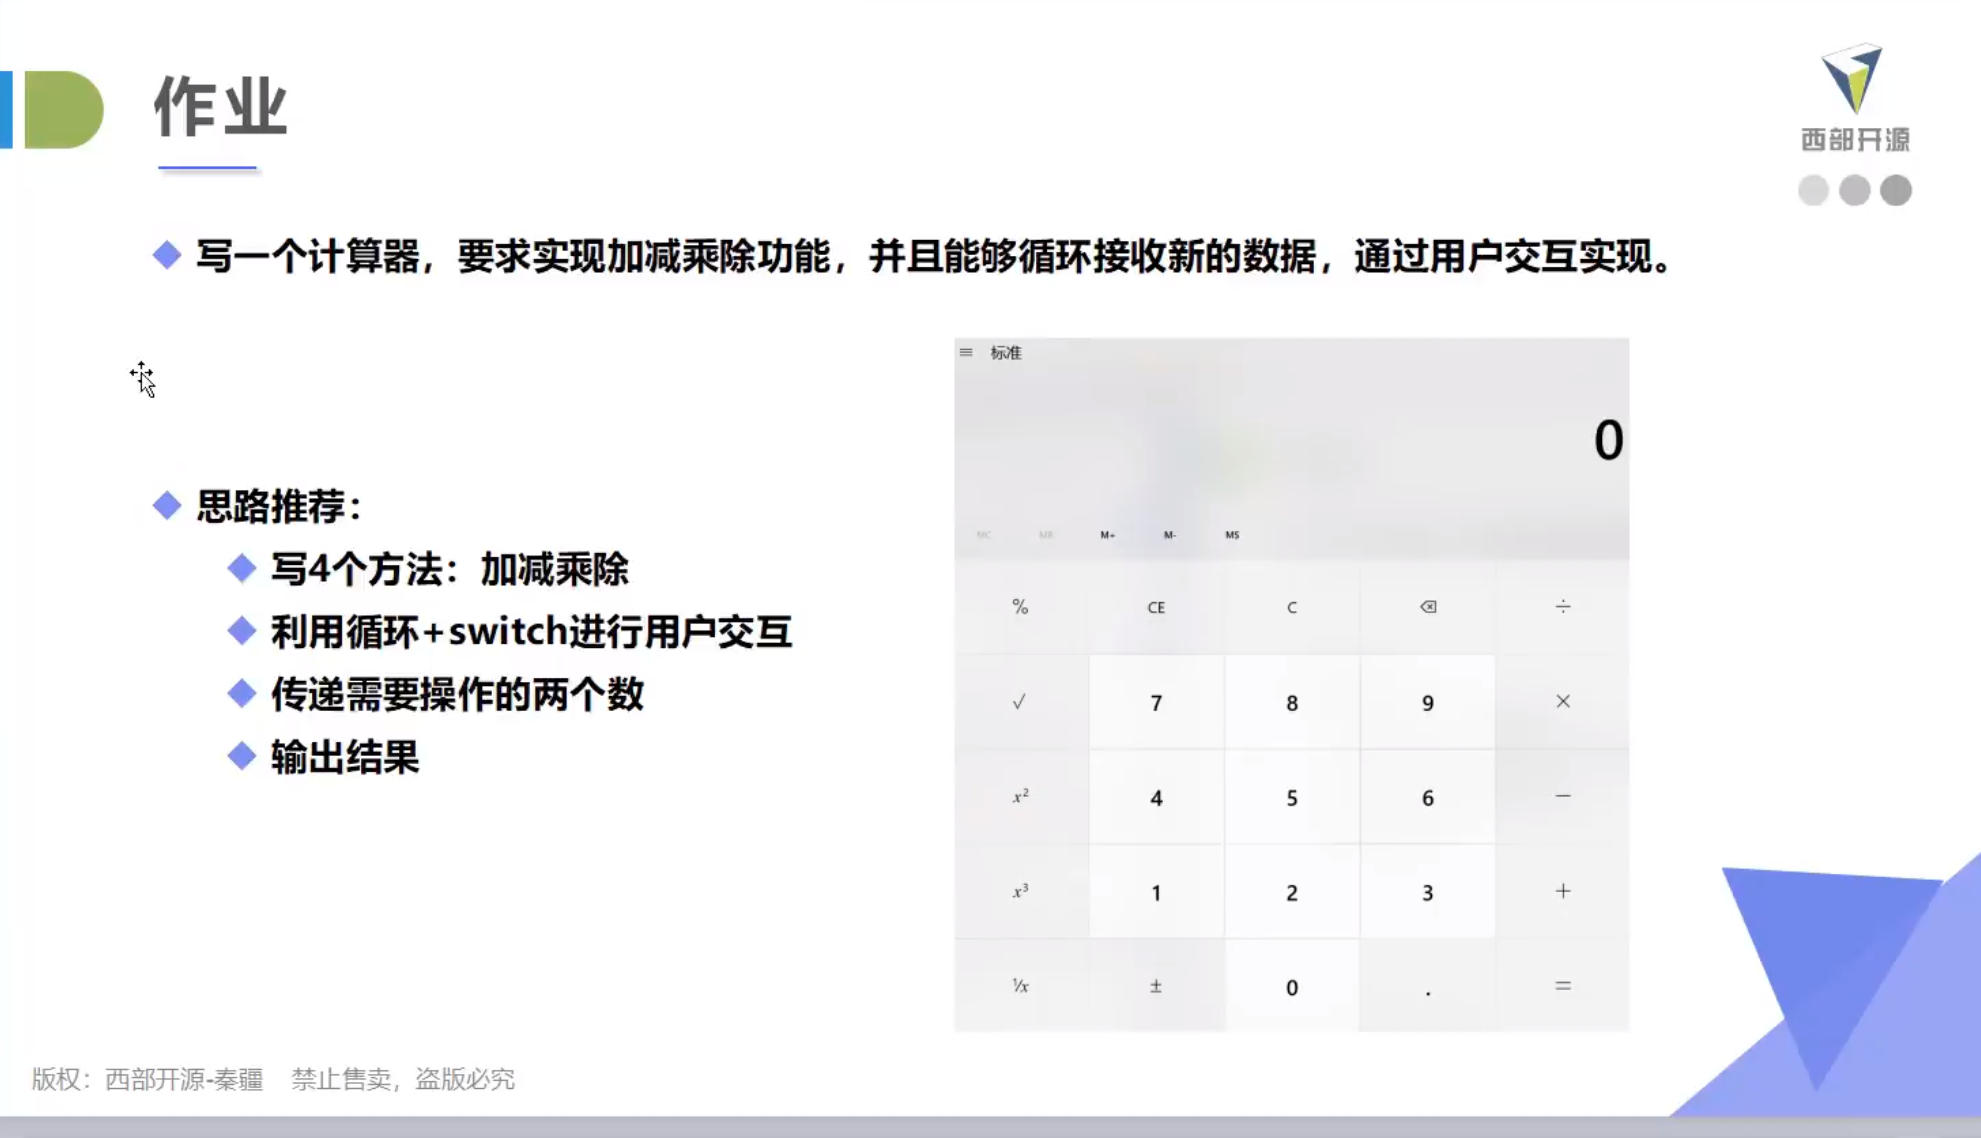 作业
西部开源
写一个计算器，要求实现加减乘除功能，并且能够循环接收新的数据，通过用户交互实现。
思路推荐：
写4个方法：加减乘除
利用循环+switch进行用户交互
传递需要操作的两个数
输出结果
标准
0
MC MR M+ M- MS
% CE C ⌫ ÷
√ 7 8 9 ×
x² 4 5 6 −
x³ 1 2 3 +
¹/x ± 0 . =
版权：西部开源-秦疆 禁止售卖，盗版必究